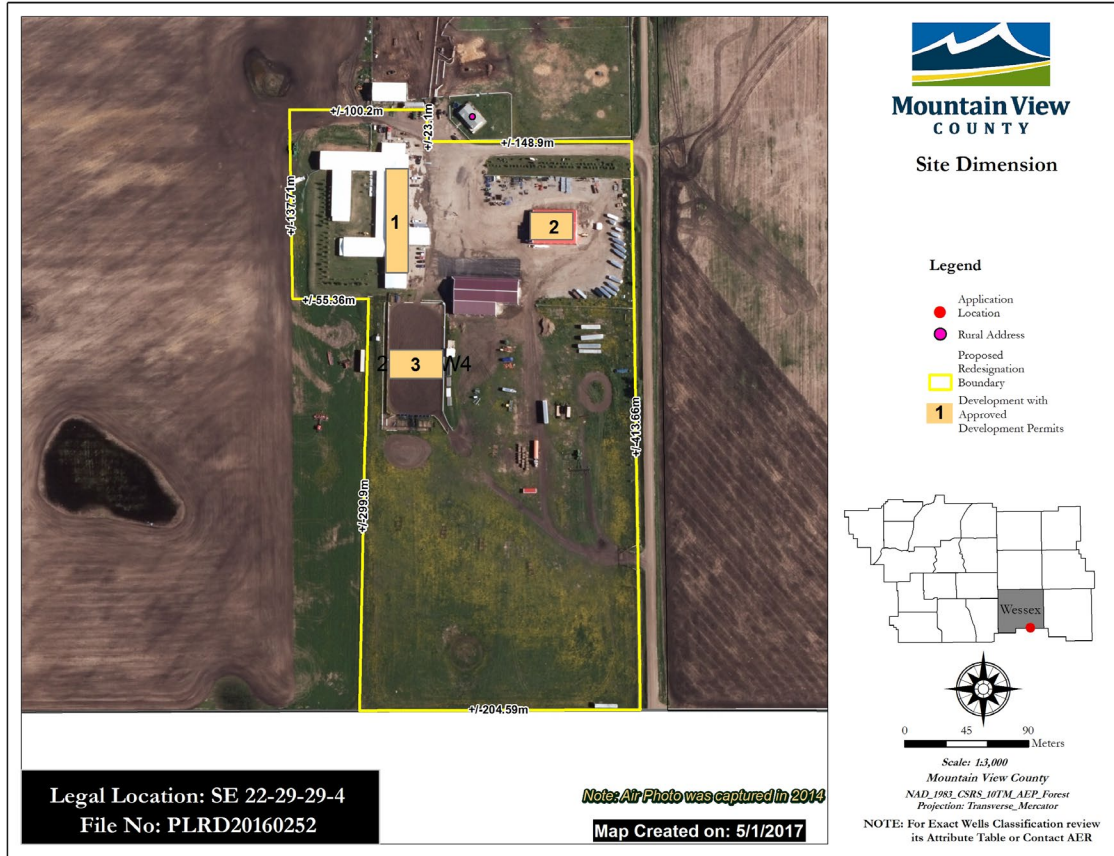 Mountain View
COUNTY
Site Dimension
+/-100.2m
+/-23.1m
+/-148.9m
+/-137.71m
1
2
+/-55.36m
2
3
W4
+/-413.66m
+/-299.9m
+/-204.59m
Legend
Application
Location
Rural Address
Proposed
Redesignation
Boundary
1
Development with
Approved
Development Permits
Wessex
0 45 90
Meters
Scale: 1:3,000
Mountain View County
NAD_1983_CSRS_10TM_AEP_Forest
Projection: Transverse_Mercator
NOTE: For Exact Wells Classification review
its Attribute Table or Contact AER
Legal Location: SE 22-29-29-4
File No: PLRD20160252
Note: Air Photo was captured in 2014
Map Created on: 5/1/2017